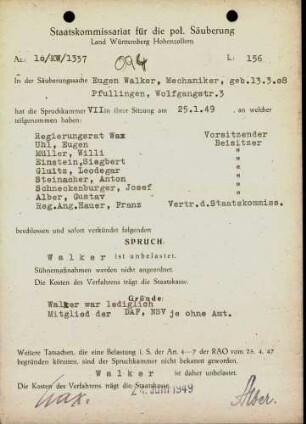 Staatskommissariat für die pol. Säuberung
Land Württemberg Hohenzollern
Az.: 10/KW/1357
094
L: 156
In der Säuberungssache Eugen Walker, Mechaniker, geb.13.3.08
Pfullingen, Wolfgangstr.3
hat die Spruchkammer VII in ihrer Sitzung am 25.1.49 an welcher
teilgenommen haben:
Regierungsrat Wax Vorsitzender
Uhl, Eugen Beisitzer
Müller, Willi "
Einstein, Siegbert "
Gluitz, Leodegar "
Steinacher, Anton "
Schneckenburger, Josef "
Alber, Gustav "
Reg.Ang.Hauer, Franz Vertr.d.Staatskommiss.
beschlossen und sofort verkündet folgenden
SPRUCH.
Walker ist unbelastet.
Sühnemaßnahmen werden nicht angeordnet.
Die Kosten des Verfahrens trägt die Staatskasse.
Gründe:
Walker war lediglich
Mitglied der DAF, NSV je ohne Amt.
Weitere Tatsachen, die eine Belastung i. S. der Art. 4—7 der RAO vom 25. 4. 47
begründen könnten, sind der Spruchkammer nicht bekannt geworden.
Walker ist daher unbelastet.
Die Kosten des Verfahrens trägt die Staatskasse.
24. Juni 1949
Wax.
Alber.